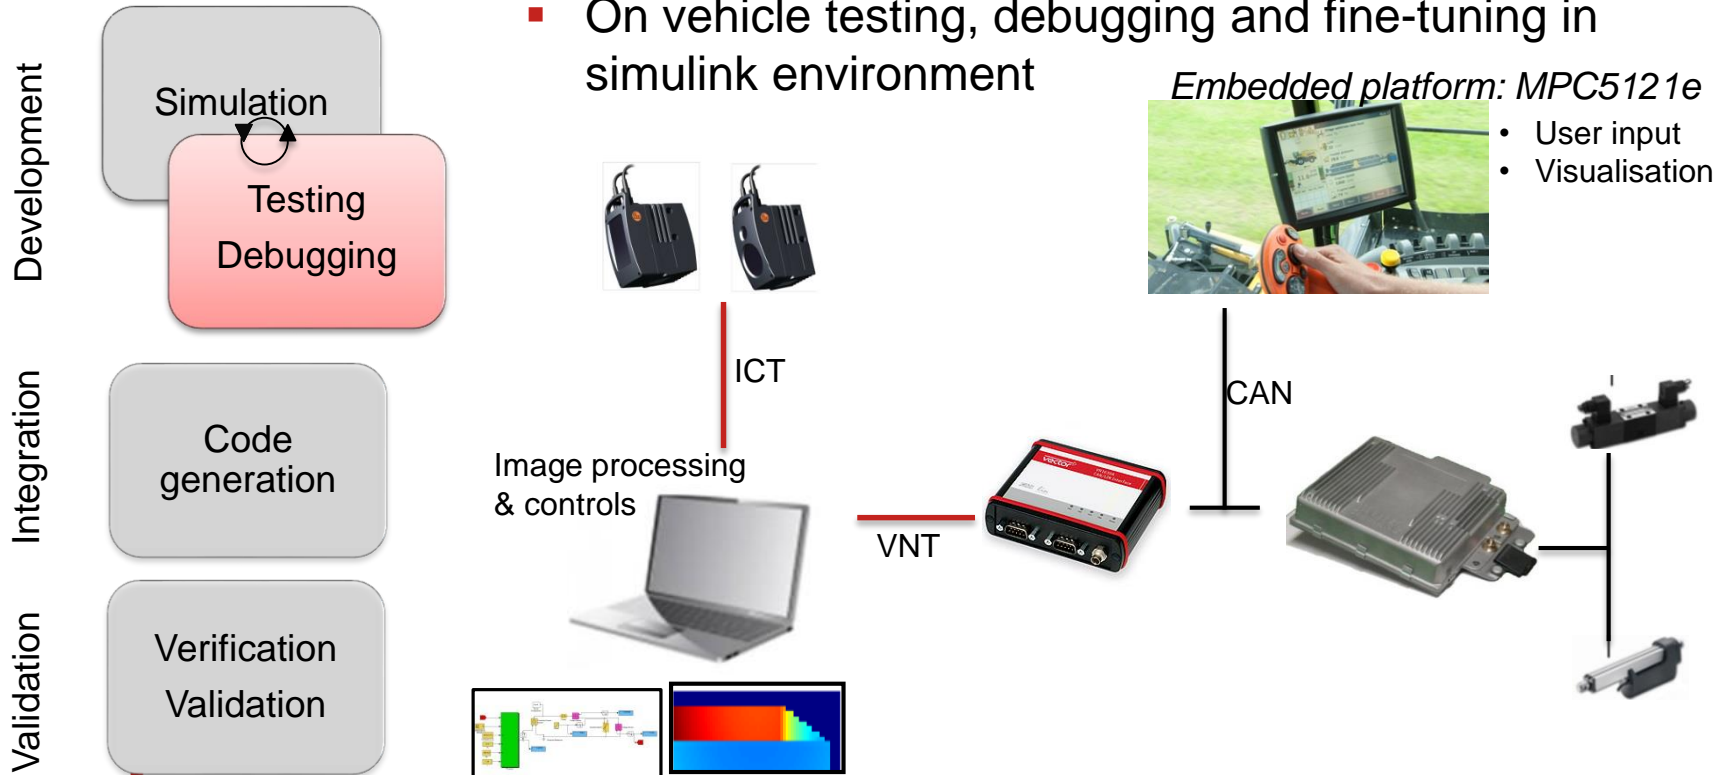 ▪ On vehicle testing, debugging and fine-tuning in
simulink environment
Embedded platform: MPC5121e
• User input
• Visualisation
Development
Simulation
Testing
Debugging
ICT
CAN
Integration
Code
generation
Image processing
& controls
vector
VNT
Validation
Verification
Validation